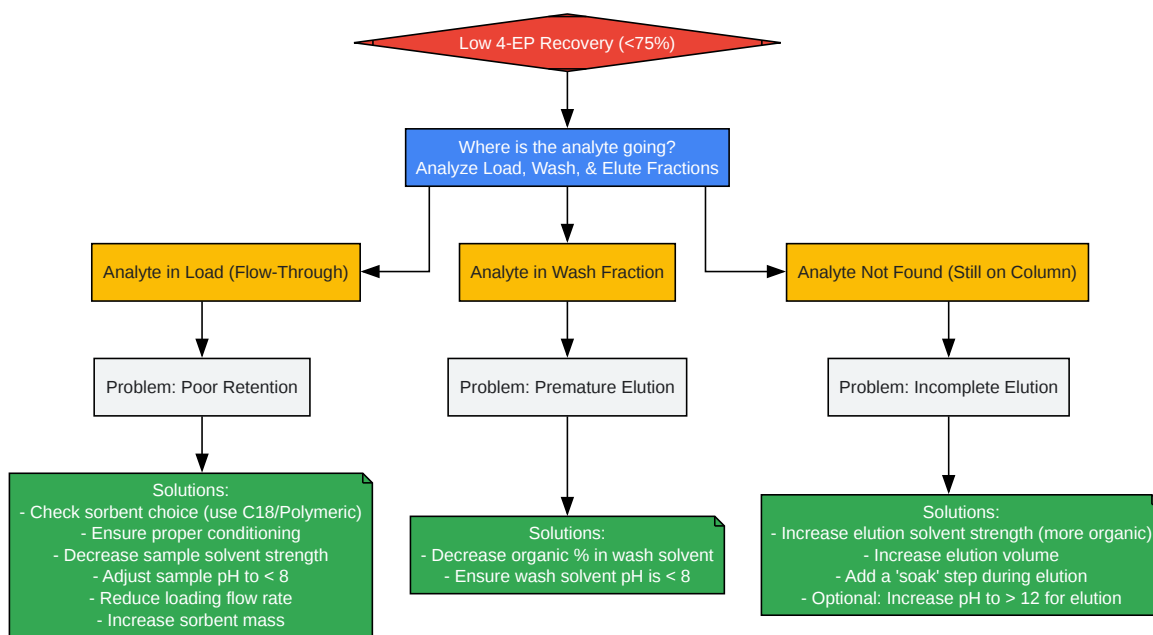 Low 4-EP Recovery (<75%)
Where is the analyte going?
Analyze Load, Wash, & Elute Fractions
Analyte in Load (Flow-Through)
Analyte in Wash Fraction
Analyte Not Found (Still on Column)
Problem: Poor Retention
Problem: Premature Elution
Problem: Incomplete Elution
Solutions:
- Check sorbent choice (use C18/Polymeric)
- Ensure proper conditioning
- Decrease sample solvent strength
- Adjust sample pH to < 8
- Reduce loading flow rate
- Increase sorbent mass
Solutions:
- Decrease organic % in wash solvent
- Ensure wash solvent pH is < 8
Solutions:
- Increase elution solvent strength (more organic)
- Increase elution volume
- Add a 'soak' step during elution
- Optional: Increase pH to > 12 for elution